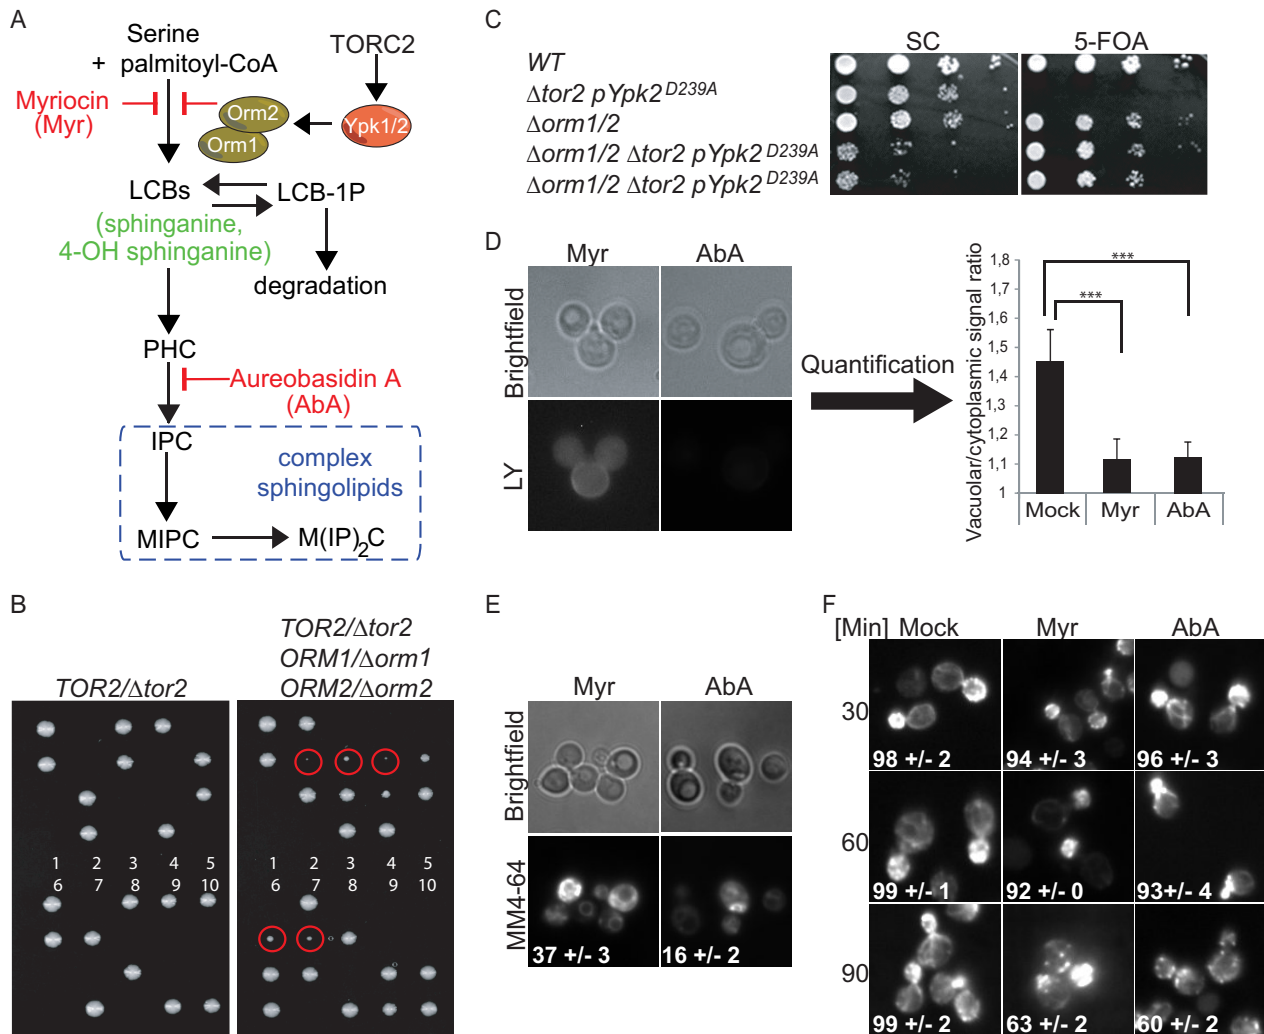 A
Serine
+ palmitoyl-CoA
TORC2
Myriocin
(Myr)
Orm2
Orm1
Ypk1/2
LCBs
LCB-1P
(sphinganine,
4-OH sphinganine)
degradation
PHC
Aureobasidin A
(AbA)
IPC
complex
sphingolipids
MIPC
M(IP)2C
B
TOR2/Δtor2
TOR2/Δtor2
ORM1/Δorm1
ORM2/Δorm2
1 2 3 4 5
6 7 8 9 10
1 2 3 4 5
6 7 8 9 10
C
SC 5-FOA
WT
Δtor2 pYpk2 D239A
Δorm1/2
Δorm1/2 Δtor2 pYpk2 D239A
Δorm1/2 Δtor2 pYpk2 D239A
D
Myr AbA
Brightfield
LY
Quantification
Vacuolar/cytoplasmic signal ratio
1,8
1,7
1,6
1,5
1,4
1,3
1,2
1,1
1
***
***
Mock Myr AbA
E
Myr AbA
Brightfield
MM4-64
37 +/- 3
16 +/- 2
F
[Min] Mock Myr AbA
30
98 +/- 2
94 +/- 3
96 +/- 3
60
99 +/- 1
92 +/- 0
93+/- 4
90
99 +/- 2
63 +/- 2
60 +/- 2